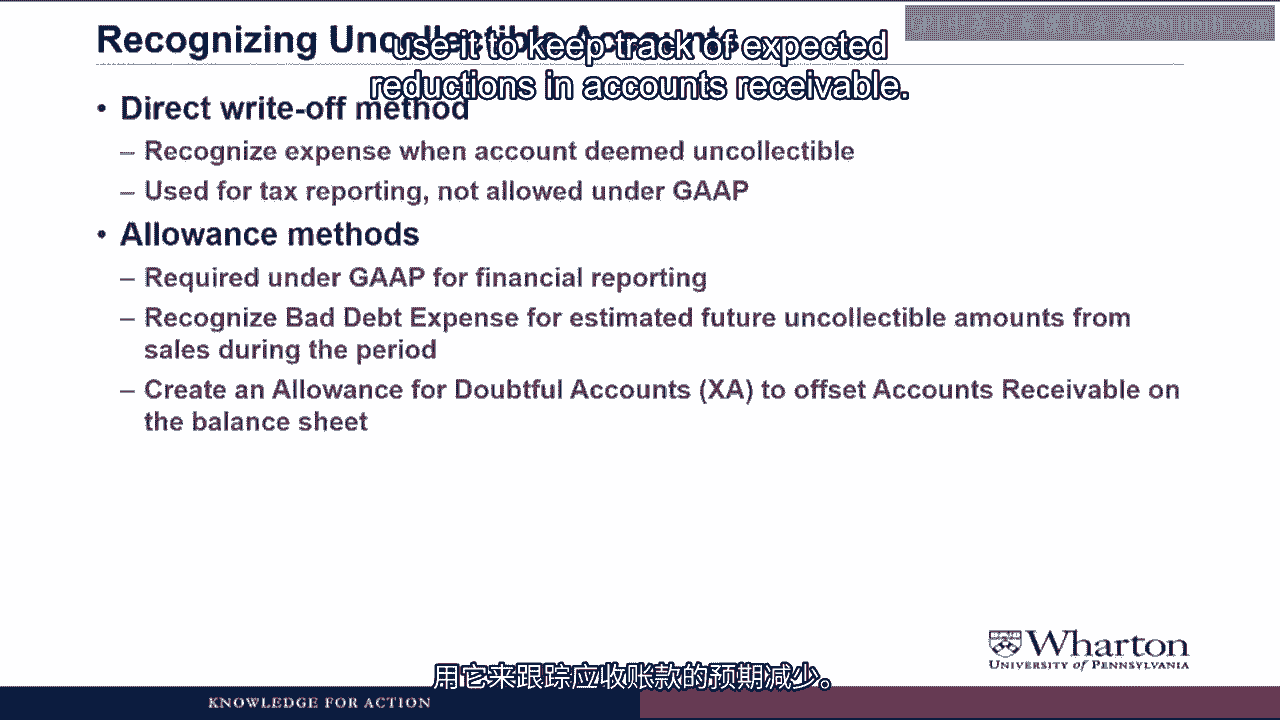 Recognizing Uncollectible Accounts
use it to keep track of expected
reductions in accounts receivable.
• Direct write-off method
– Recognize expense when account deemed uncollectible
– Used for tax reporting, not allowed under GAAP
• Allowance methods
– Required under GAAP for financial reporting
– Recognize Bad Debt Expense for estimated future uncollectible amounts from
sales during the period
– Create an Allowance for Doubtful Accounts (XA) to offset Accounts Receivable on
the balance sheet
Wharton
UNIVERSITY of PENNSYLVANIA
用它来跟踪应收账款的预期减少。
KNOWLEDGE FOR ACTION